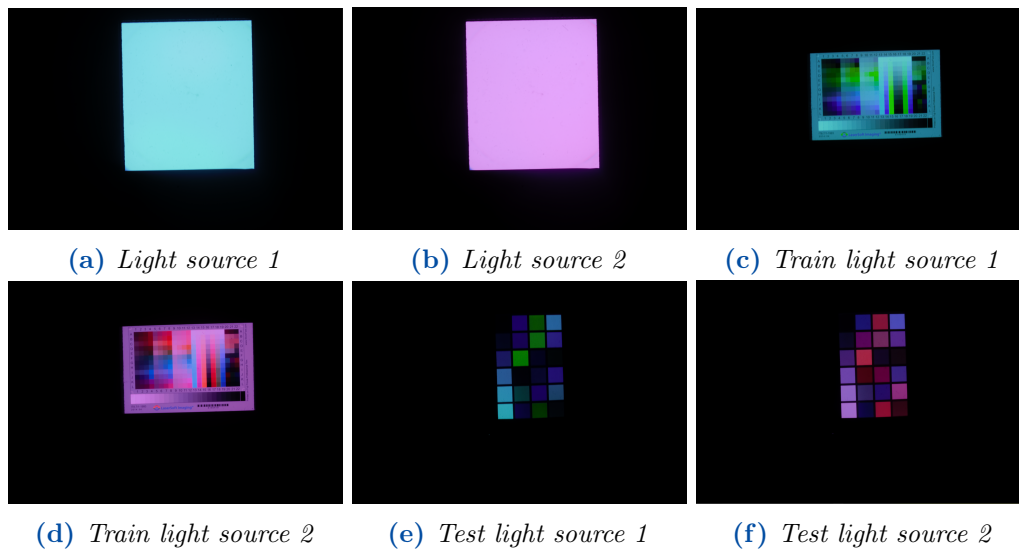 (a) Light source 1
(b) Light source 2
(c) Train light source 1
(d) Train light source 2
(e) Test light source 1
(f) Test light source 2